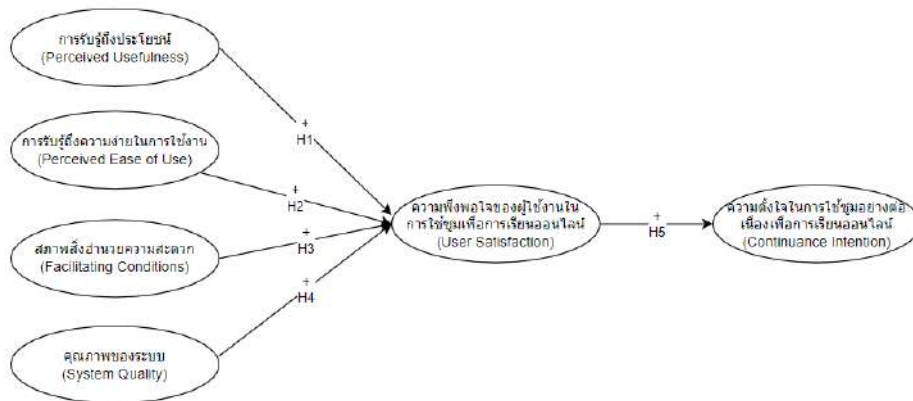 การรับรู้ถึงประโยชน์
(Perceived Usefulness)
+
H1
การรับรู้ถึงความง่ายในการใช้งาน
(Perceived Ease of Use)
+
H2
สภาพสิ่งอำนวยความสะดวก
(Facilitating Conditions)
+
H3
คุณภาพของระบบ
(System Quality)
+
H4
ความพึงพอใจของผู้ใช้งานใน
การใช้ซูมเพื่อการเรียนออนไลน์
(User Satisfaction)
+
H5
ความตั้งใจในการใช้ซูมอย่างต่อ
เนื่องเพื่อการเรียนออนไลน์
(Continuance Intention)